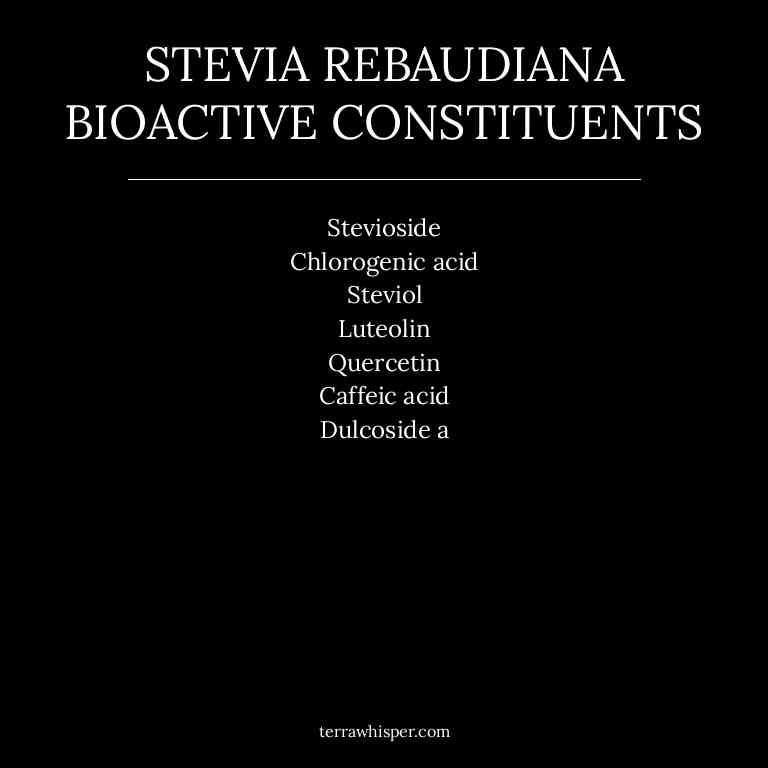 STEVIA REBAUDIANA
BIOACTIVE CONSTITUENTS
Stevioside
Chlorogenic acid
Steviol
Luteolin
Quercetin
Caffeic acid
Dulcoside a
terrawhisper.com